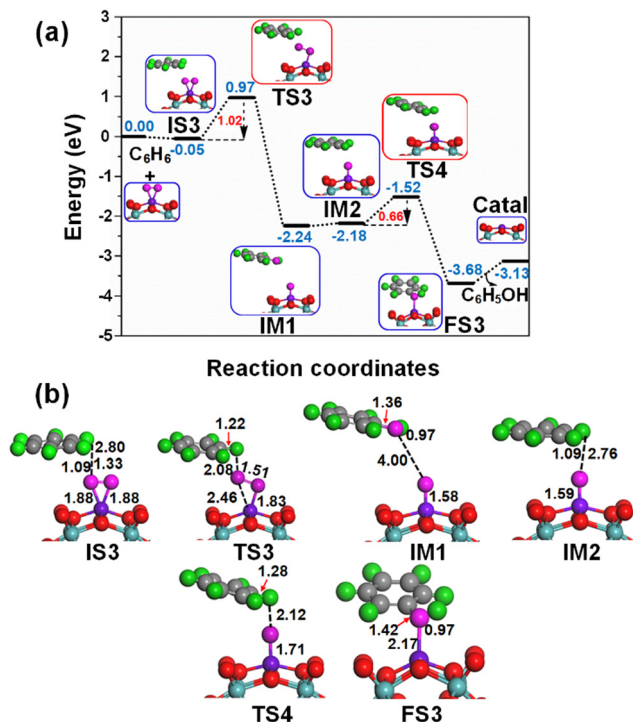 (a)
Energy (eV)
4
3
2
1
0
-1
-2
-3
-4
-5
0.00
C6H6
+
IS3
-0.05
0.97
1.02
TS3
-2.24
IM1
IM2
-2.18
-1.52
0.66
TS4
-3.68
FS3
C6H5OH
-3.13
Catal
Reaction coordinates
(b)
2.80
1.09
1.33
1.88
1.88
IS3
1.22
2.08
1.51
2.46
1.83
TS3
1.36
0.97
4.00
1.58
IM1
1.09
2.76
1.59
IM2
1.28
2.12
1.71
TS4
1.42
0.97
2.17
FS3